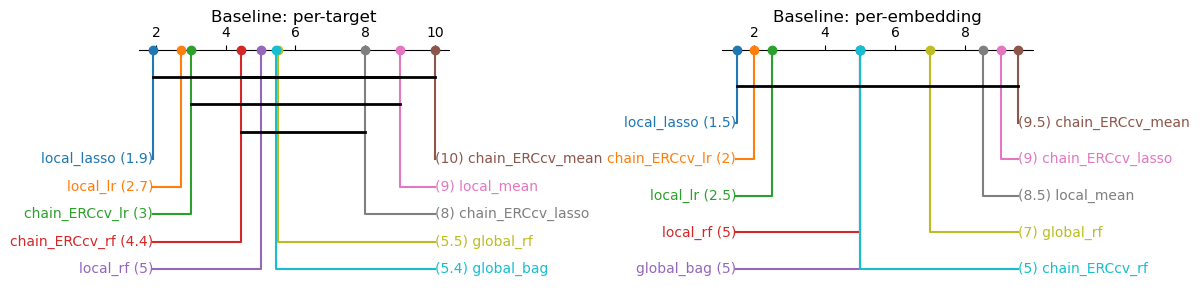 Baseline: per-target
2 4 6 8 10
local_lasso (1.9)
(10) chain_ERCcv_mean
local_lr (2.7)
(9) local_mean
chain_ERCcv_lr (3)
(8) chain_ERCcv_lasso
chain_ERCcv_rf (4.4)
(5.5) global_rf
local_rf (5)
(5.4) global_bag
Baseline: per-embedding
2 4 6 8
local_lasso (1.5)
(9.5) chain_ERCcv_mean
chain_ERCcv_lr (2)
(9) chain_ERCcv_lasso
local_lr (2.5)
(8.5) local_mean
local_rf (5)
(7) global_rf
global_bag (5)
(5) chain_ERCcv_rf